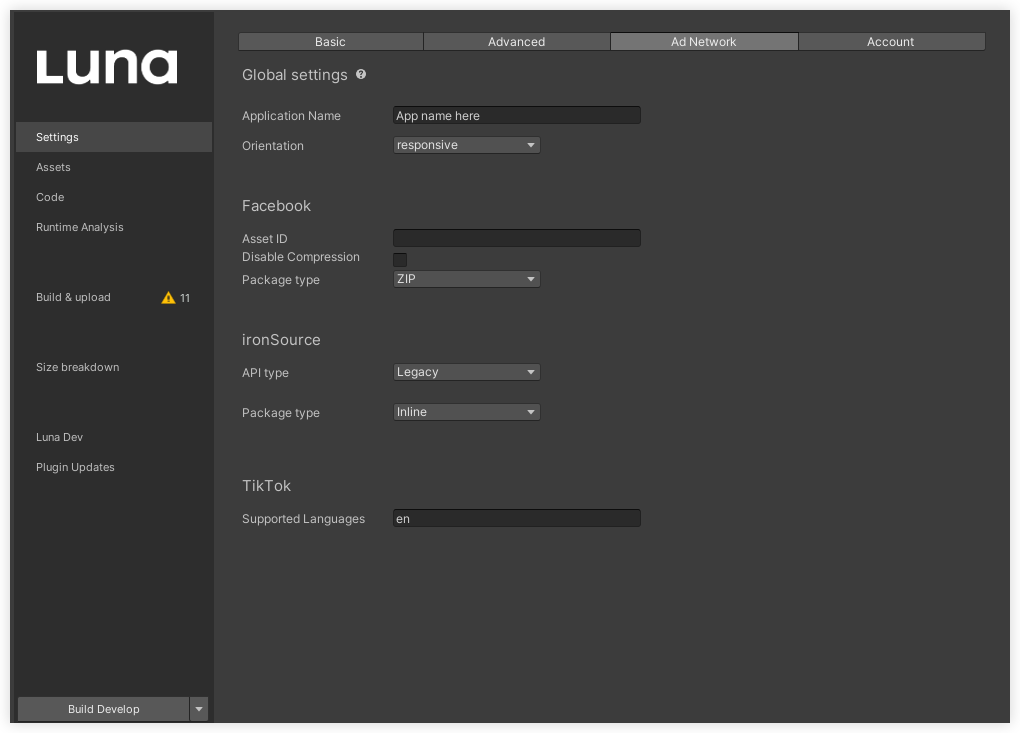 Luna
Settings
Assets
Code
Runtime Analysis
Build & upload 11
Size breakdown
Luna Dev
Plugin Updates
Build Develop
Basic Advanced Ad Network Account
Global settings ?
Application Name App name here
Orientation responsive
Facebook
Asset ID
Disable Compression
Package type ZIP
ironSource
API type Legacy
Package type Inline
TikTok
Supported Languages en